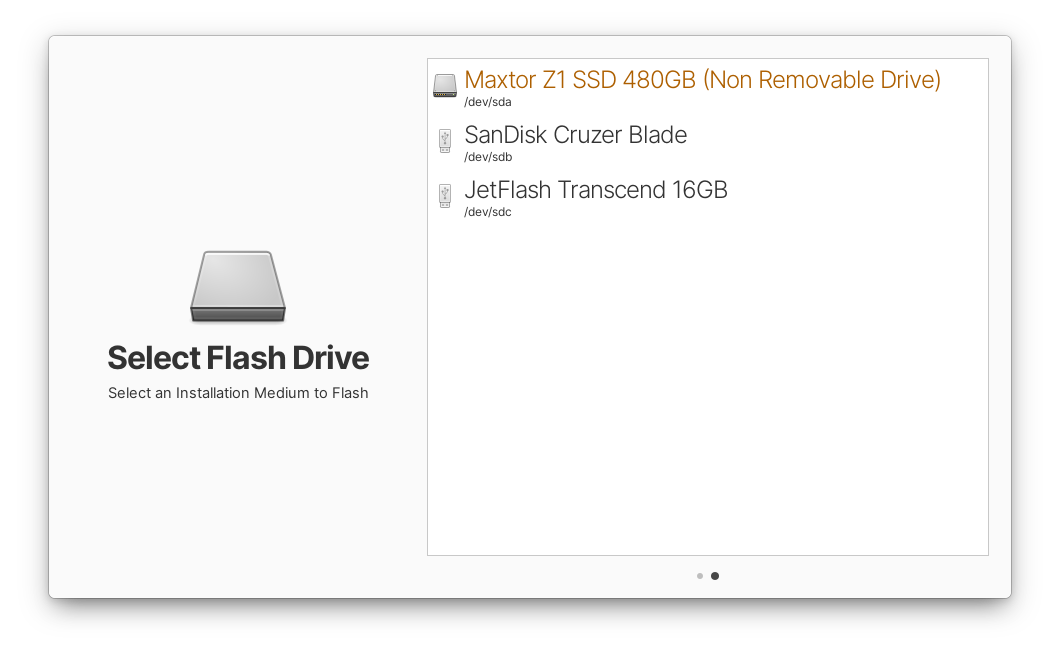 Maxtor Z1 SSD 480GB (Non Removable Drive)
/dev/sda
SanDisk Cruzer Blade
/dev/sdb
JetFlash Transcend 16GB
/dev/sdc
Select Flash Drive
Select an Installation Medium to Flash